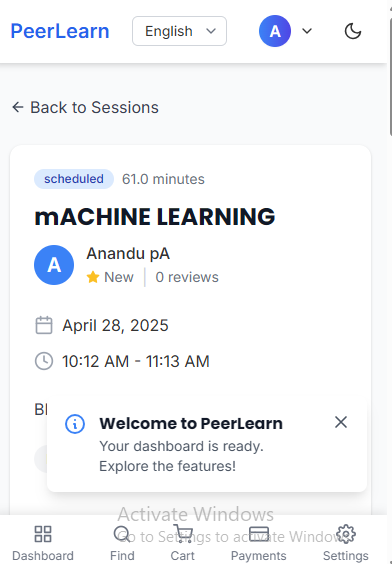 PeerLearn English A
Back to Sessions
scheduled 61.0 minutes
mACHINE LEARNING
A Anandu pA
New 0 reviews
April 28, 2025
10:12 AM - 11:13 AM
Welcome to PeerLearn
Your dashboard is ready.
Explore the features!
Activate Windows
Go to Settings to activate Windows.
Dashboard Find Cart Payments Settings